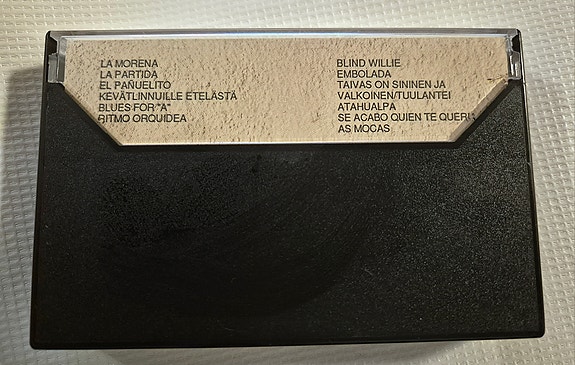 LA MORENA
LA PARTIDA
EL PAÑUELITO
KEVÄTLINNUILLE ETELÄSTÄ
BLUES FOR "A"
RITMO ORQUIDEA
BLIND WILLIE
EMBOLADA
TAIVAS ON SININEN JA
VALKOINEN/TUULANTEI
ATAHUALPA
SE ACABO QUIEN TE QUERIA
AS MOCAS